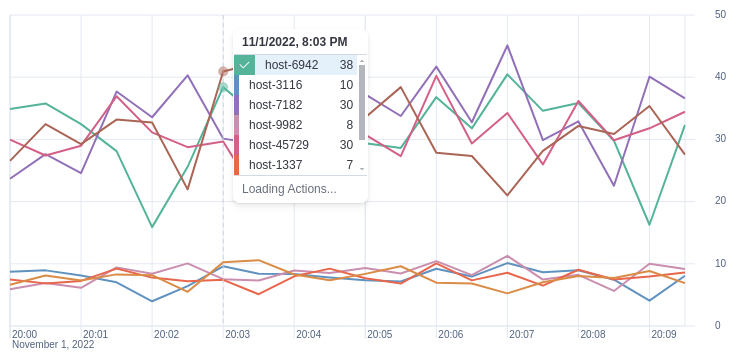 50
11/1/2022, 8:03 PM
host-6942 38
host-3116 10
40
host-7182 30
host-9982 8
host-45729 30
30
host-1337 7
Loading Actions...
20
10
0
20:00 20:01 20:02 20:03 20:04 20:05 20:06 20:07 20:08 20:09
November 1, 2022